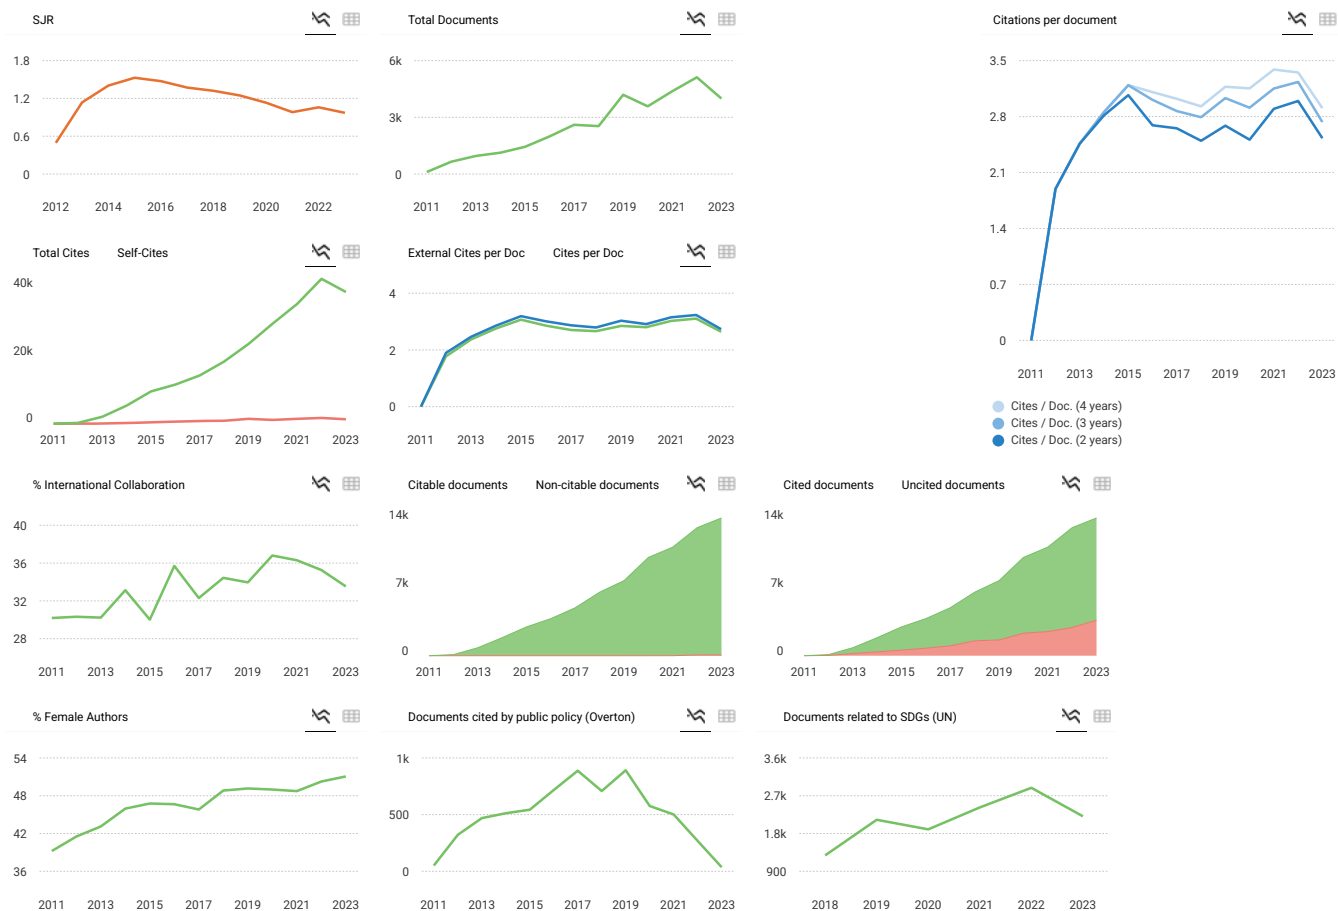 SJR
1.8
1.2
0.6
0
2012 2014 2016 2018 2020 2022
Total Documents
6k
3k
0
2011 2013 2015 2017 2019 2021 2023
Citations per document
3.5
2.8
2.1
1.4
0.7
0
2011 2013 2015 2017 2019 2021 2023
Cites / Doc. (4 years)
Cites / Doc. (3 years)
Cites / Doc. (2 years)
Total Cites Self-Cites
40k
20k
0
2011 2013 2015 2017 2019 2021 2023
External Cites per Doc Cites per Doc
4
2
0
2011 2013 2015 2017 2019 2021 2023
% International Collaboration
40
36
32
28
2011 2013 2015 2017 2019 2021 2023
Citable documents Non-citable documents
14k
7k
0
2011 2013 2015 2017 2019 2021 2023
Cited documents Uncited documents
14k
7k
0
2011 2013 2015 2017 2019 2021 2023
% Female Authors
54
48
42
36
2011 2013 2015 2017 2019 2021 2023
Documents cited by public policy (Overton)
1k
500
0
2011 2013 2015 2017 2019 2021 2023
Documents related to SDGs (UN)
3.6k
2.7k
1.8k
900
2018 2019 2020 2021 2022 2023